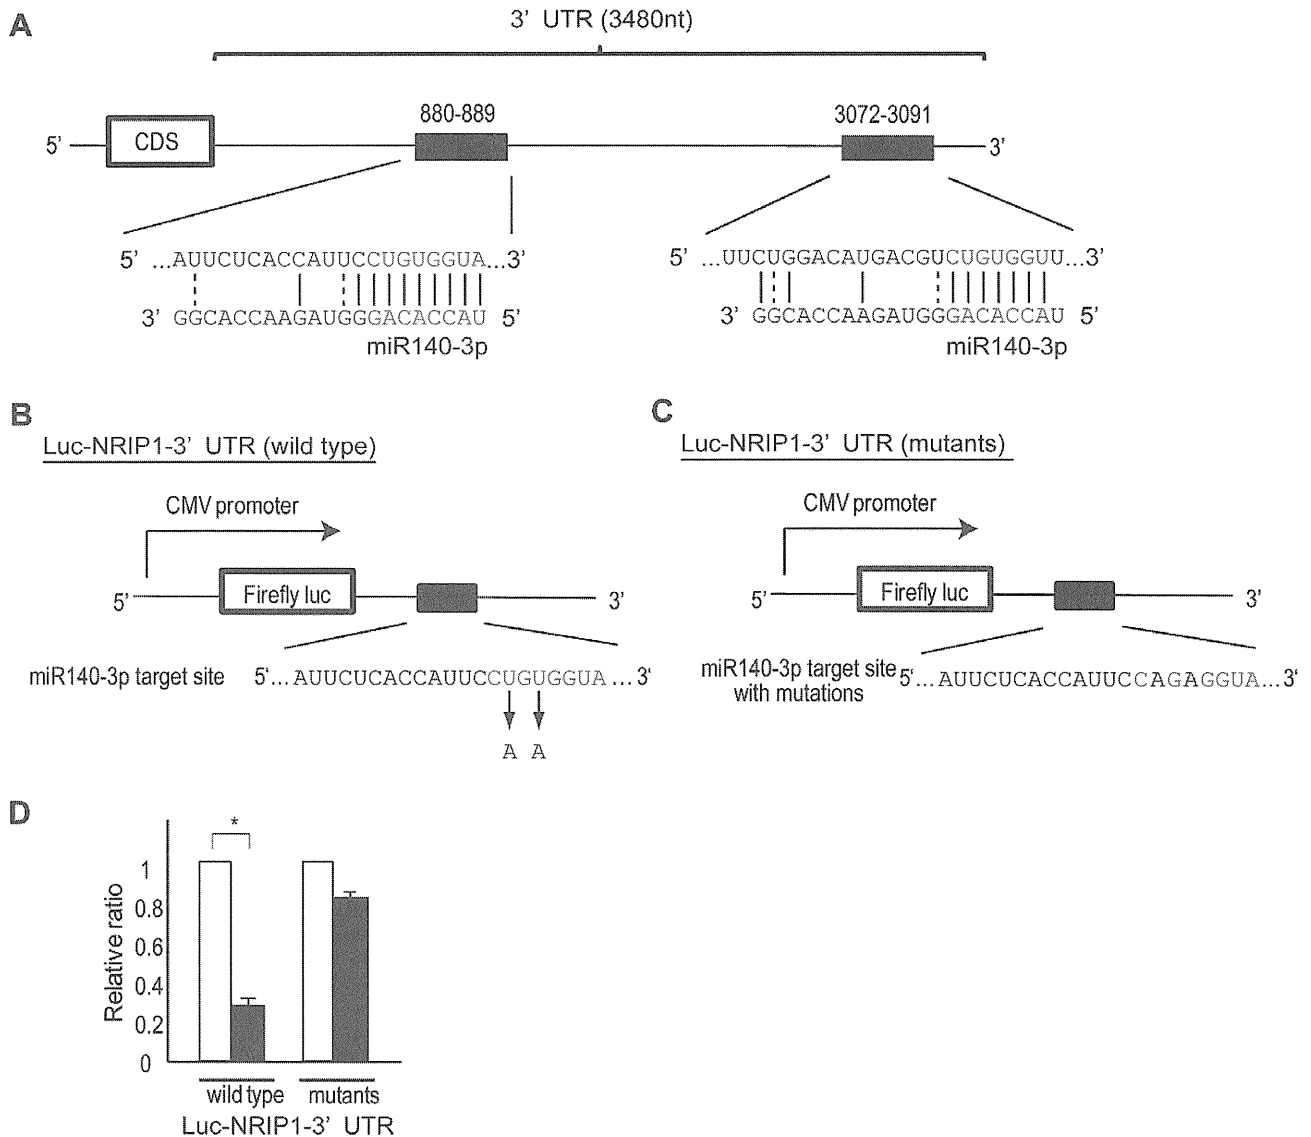 A
3’ UTR (3480nt)
880-889
3072-3091
5’
CDS
3’
5’ ...AUUCUCACCAUUCCUGUGGUA...3’
3’ GGCACCAAGAUGGGACACCAU 5’
miR140-3p
5’ ...UUCUGGACAUGACGUCUGUGGUU...3’
3’ GGCACCAAGAUGGGACACCAU 5’
miR140-3p
B
Luc-NRIP1-3’ UTR (wild type)
CMV promoter
5’
Firefly luc
3’
miR140-3p target site
5‘... AUUCUCACCAUUCCUGUGGUA ...3‘
A A
C
Luc-NRIP1-3’ UTR (mutants)
CMV promoter
5’
Firefly luc
3’
miR140-3p target site
with mutations
5‘...AUUCUCACCAUUCCAGAGGUA...3‘
D
*
Relative ratio
1
0.8
0.6
0.4
0.2
0
wild type
mutants
Luc-NRIP1-3’ UTR